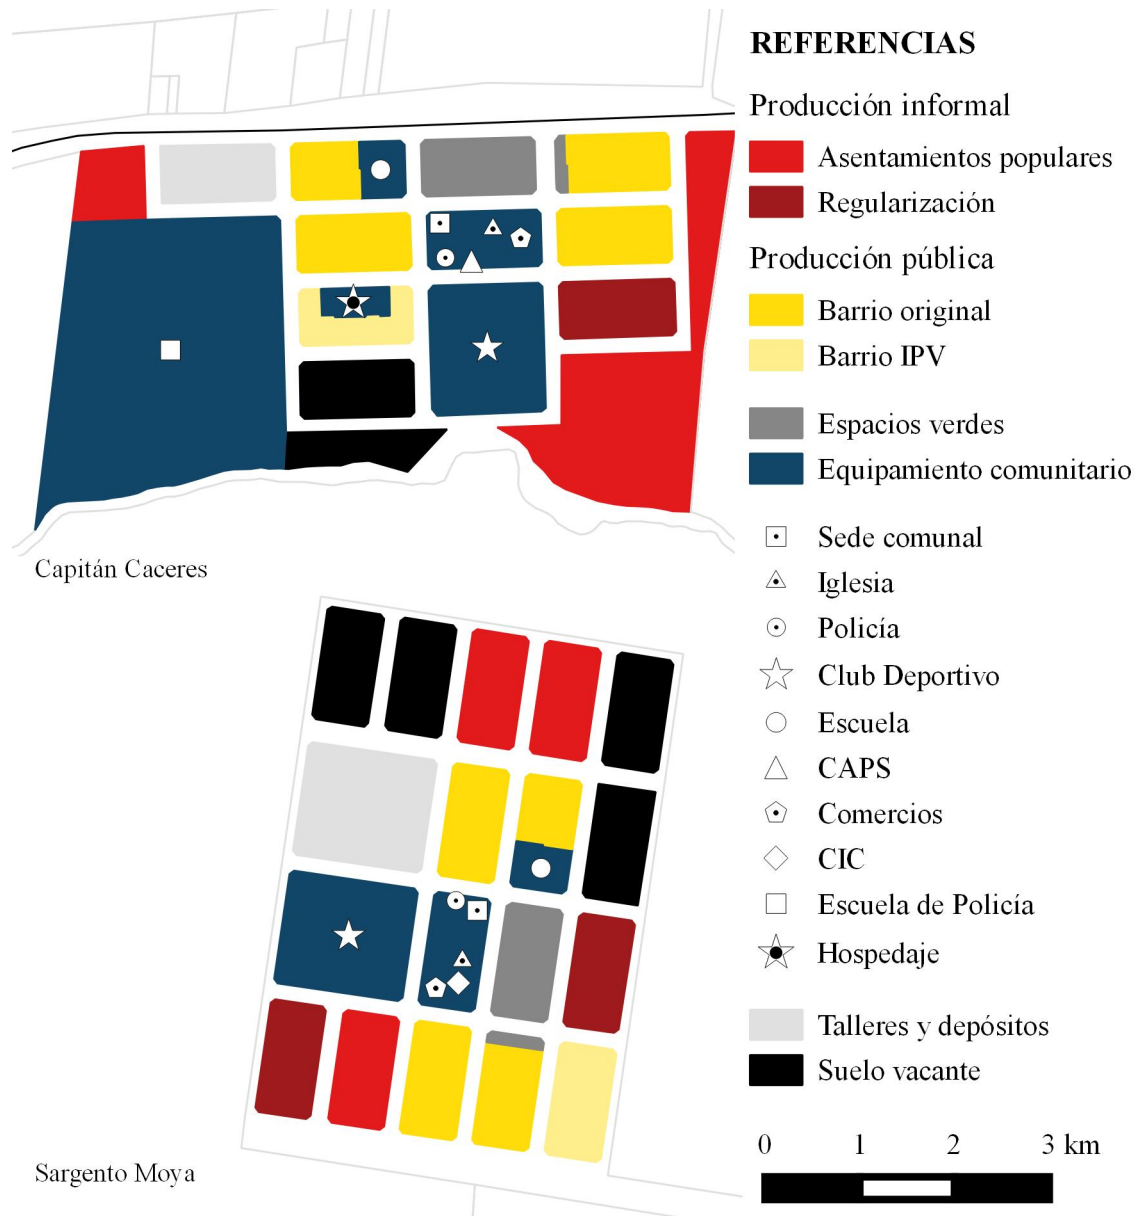 REFERENCIAS
Producción informal
Asentamientos populares
Regularización
Producción pública
Barrio original
Barrio IPV
Espacios verdes
Equipamiento comunitario
Sede comunal
Iglesia
Policía
Club Deportivo
Escuela
CAPS
Comercios
CIC
Escuela de Policía
Hospedaje
Talleres y depósitos
Suelo vacante
0 1 2 3 km
Capitán Caceres
Sargento Moya